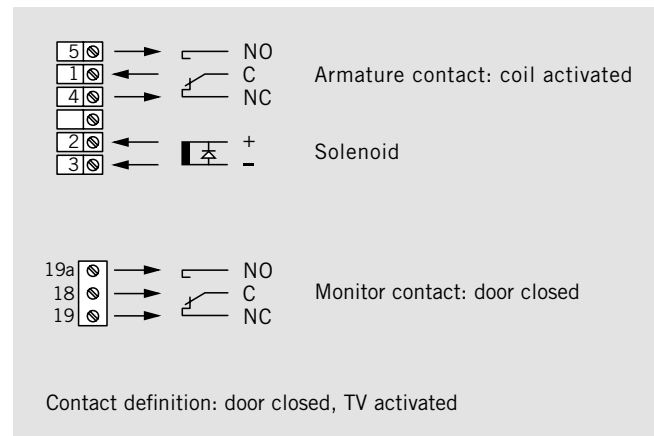 5 NO
1 C Armature contact: coil activated
4 NC
2 +
3 - Solenoid
19a NO
18 C Monitor contact: door closed
19 NC
Contact definition: door closed, TV activated